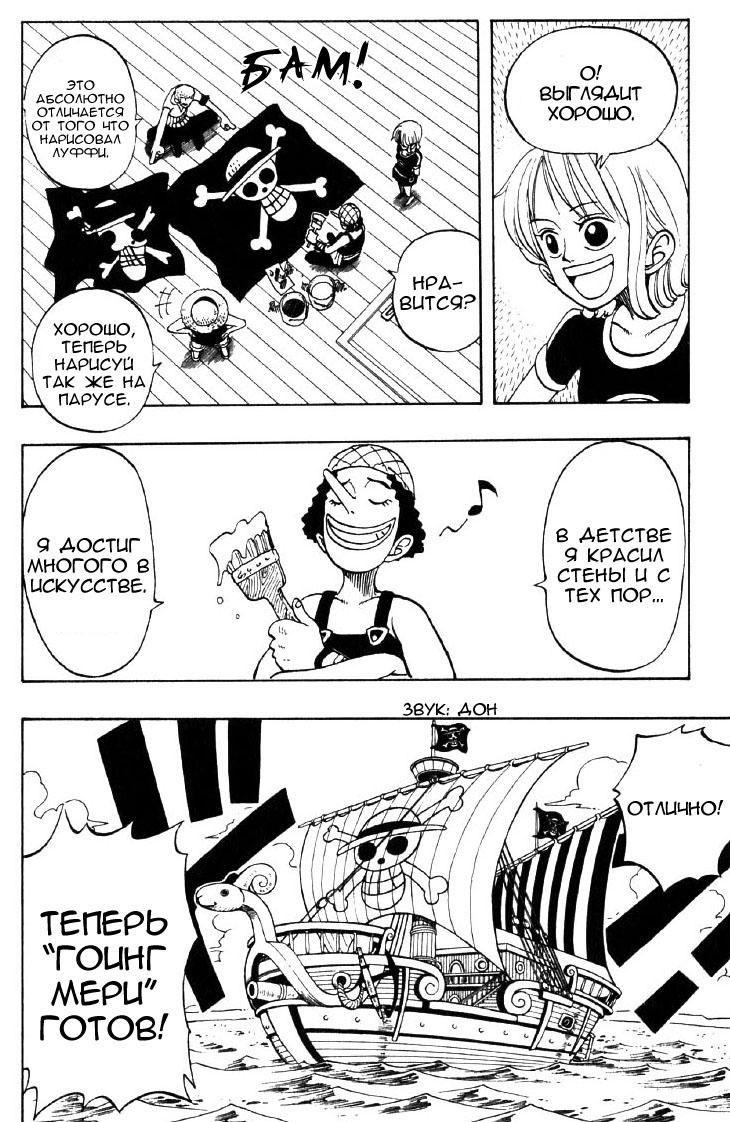 О!
ВЫГЛЯДИТ
ХОРОШО.
БАМ!
ЭТО
АБСОЛЮТНО
ОТЛИЧАЕТСЯ
ОТ ТОГО ЧТО
НАРИСОВАЛ
ЛУФФИ.
НРА-
ВИТСЯ?
ХОРОШО,
ТЕПЕРЬ
НАРИСУЙ
ТАК ЖЕ НА
ПАРУСЕ.
В ДЕТСТВЕ
Я КРАСИЛ
СТЕНЫ И С
ТЕХ ПОР...
Я ДОСТИГ
МНОГОГО В
ИСКУССТВЕ.
ЗВУК: ДОН
ОТЛИЧНО!
ТЕПЕРЬ
"ГОИНГ
МЕРИ"
ГОТОВ!